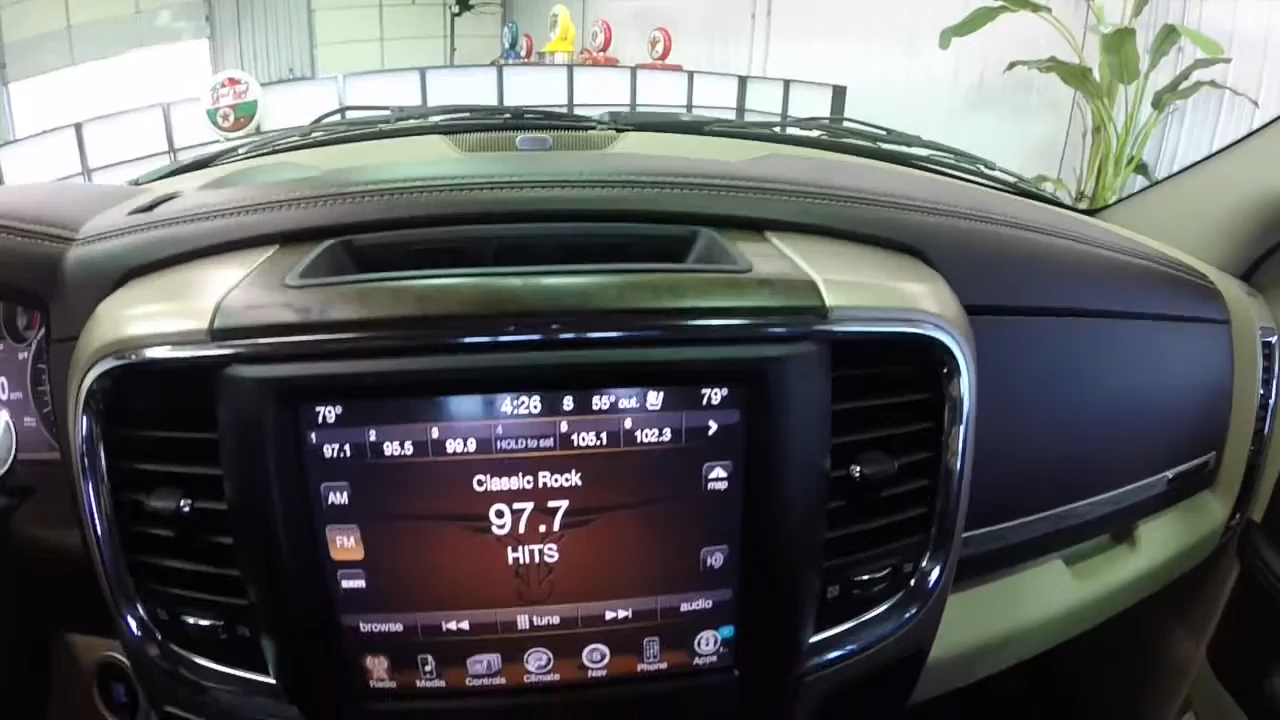 79°
4:26 S 55° out.
79°
1 97.1
2 95.5
3 99.9
4 HOLD to set
5 105.1
6 102.3
Classic Rock
AM
97.7
map
FM
HITS
sxm
browse
tune
audio
Radio
Media
Controls
Climate
Nav
Phone
Apps